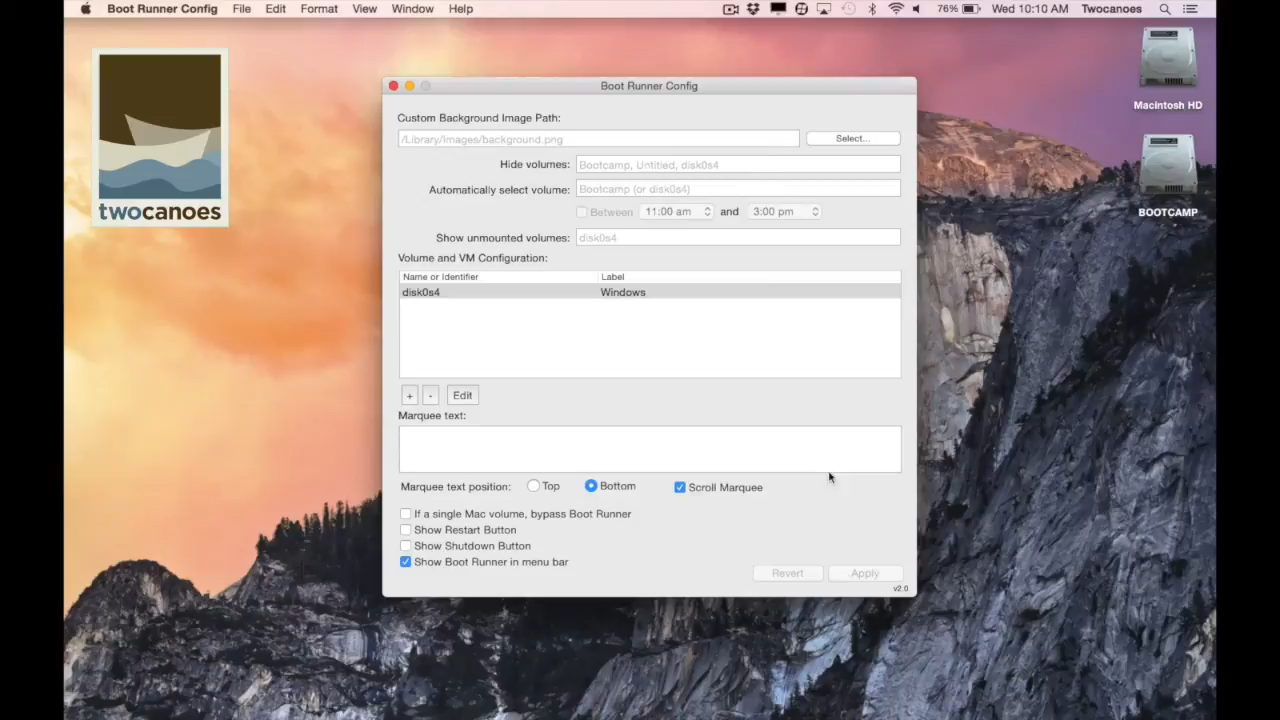 Boot Runner Config File Edit Format View Window Help 76% Wed 10:10 AM Twocanoes
Boot Runner Config
Macintosh HD
BOOTCAMP
twocanoes
Custom Background Image Path:
/Library/Images/background.png Select...
Hide volumes: Bootcamp, Untitled, disk0s4
Automatically select volume: Bootcamp (or disk0s4)
Between 11:00 am and 3:00 pm
Show unmounted volumes: disk0s4
Volume and VM Configuration:
Name or Identifier Label
disk0s4 Windows
+ - Edit
Marquee text:
Marquee text position: Top Bottom Scroll Marquee
If a single Mac volume, bypass Boot Runner
Show Restart Button
Show Shutdown Button
Show Boot Runner in menu bar
Revert Apply
v2.0